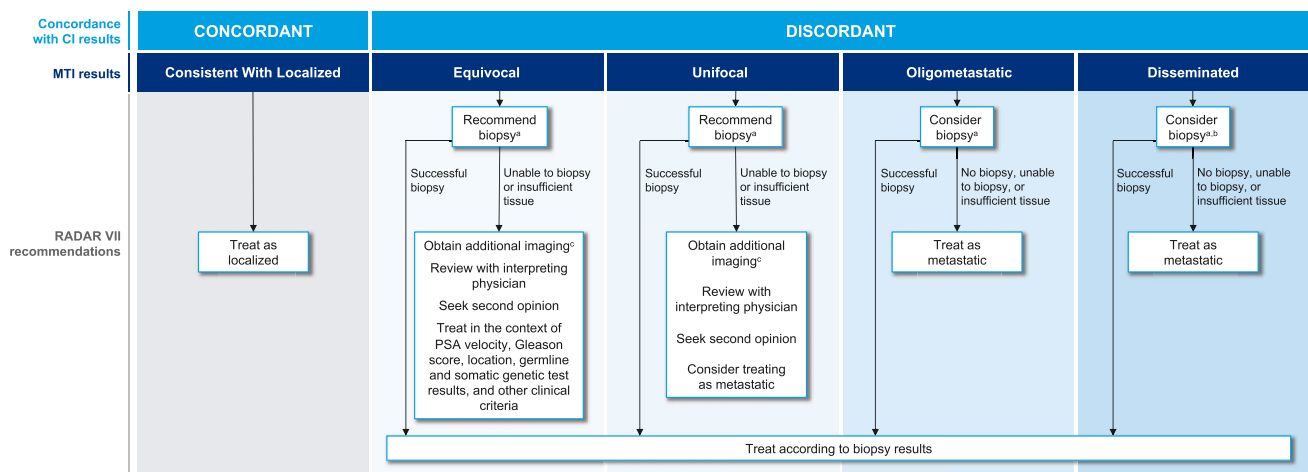 Concordance
with CI results
CONCORDANT
DISCORDANT
MTI results
Consistent With Localized
Equivocal
Unifocal
Oligometastatic
Disseminated
RADAR VII
recommendations
Treat as
localized
Recommend
biopsyᵃ
Successful
biopsy
Unable to biopsy
or insufficient
tissue
Obtain additional imagingᶜ
Review with interpreting
physician
Seek second opinion
Treat in the context of
PSA velocity, Gleason
score, location, germline
and somatic genetic test
results, and other clinical
criteria
Recommend
biopsyᵃ
Successful
biopsy
Unable to biopsy
or insufficient
tissue
Obtain additional
imagingᶜ
Review with
interpreting physician
Seek second opinion
Consider treating
as metastatic
Consider
biopsyᵃ
Successful
biopsy
No biopsy, unable
to biopsy, or
insufficient tissue
Treat as
metastatic
Consider
biopsyᵃ,ᵇ
Successful
biopsy
No biopsy, unable
to biopsy, or
insufficient tissue
Treat as
metastatic
Treat according to biopsy results